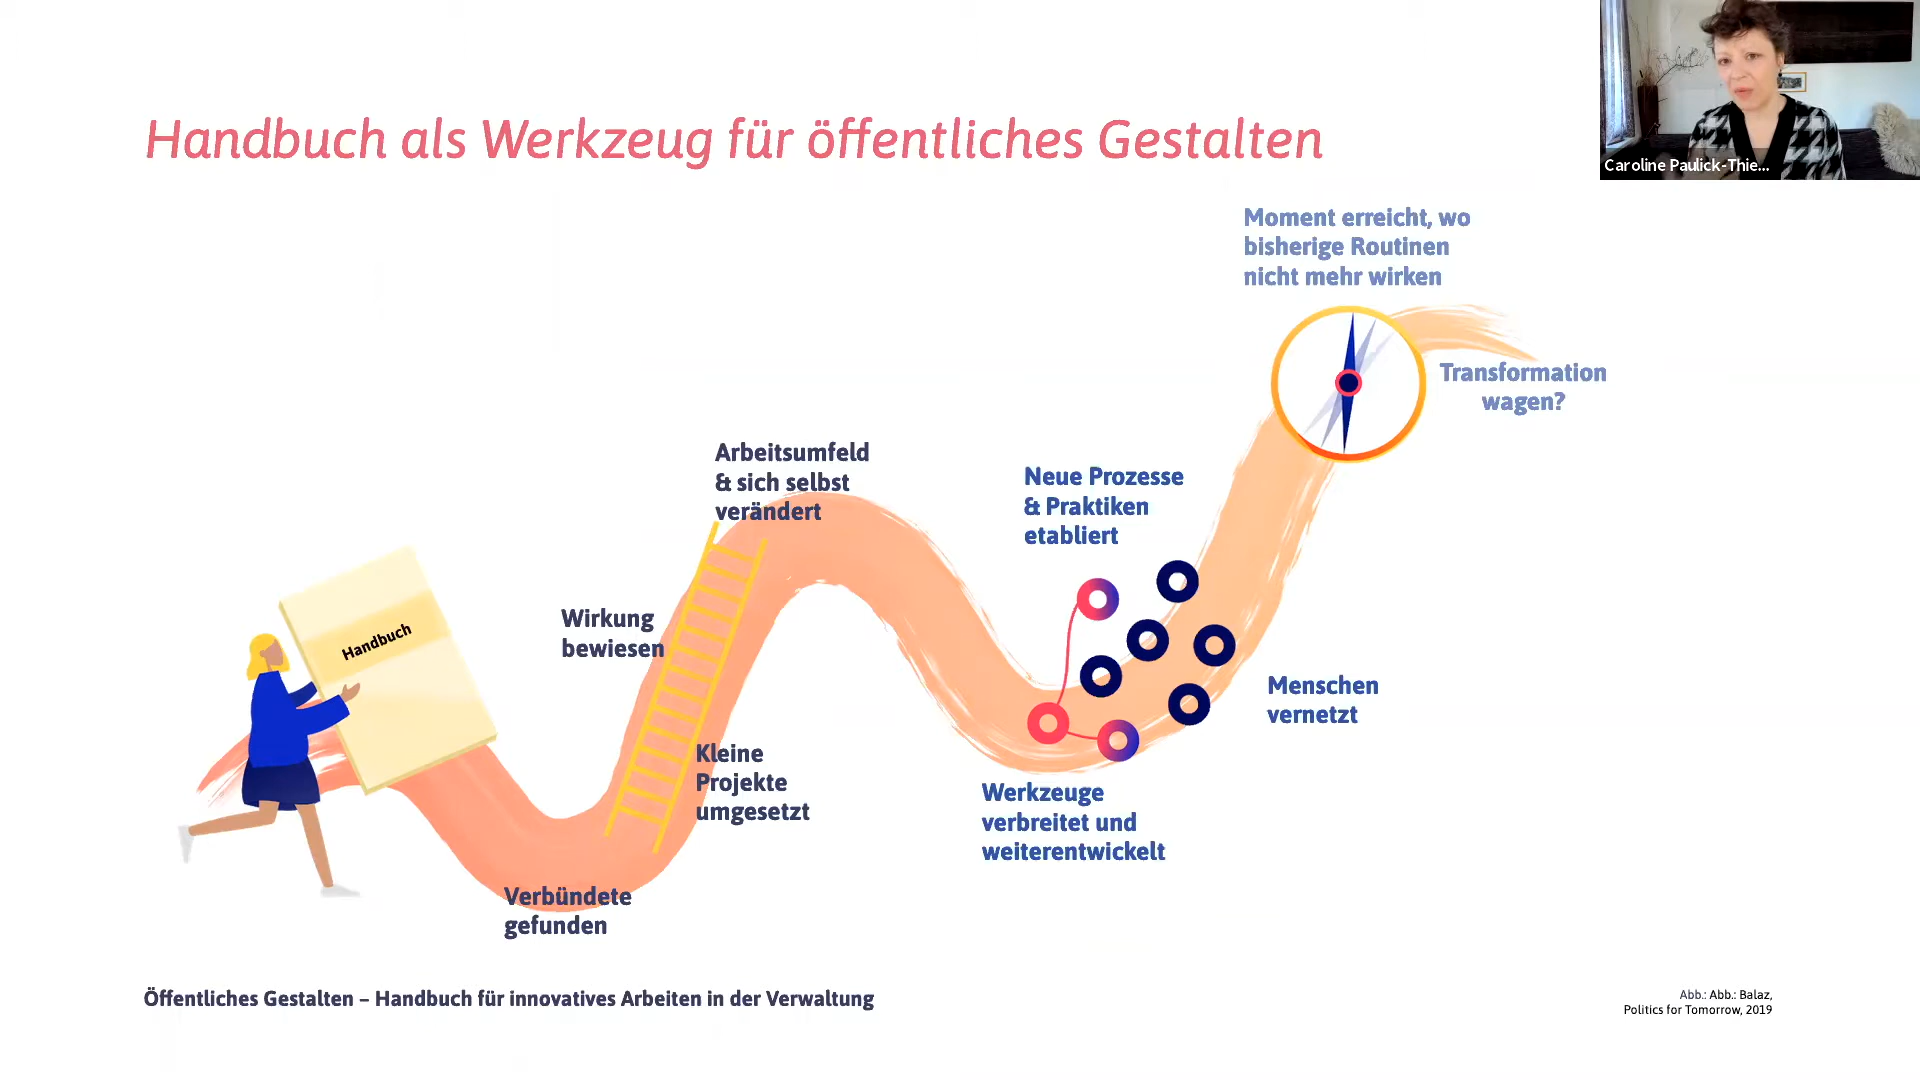 Handbuch als Werkzeug für öffentliches Gestalten
Caroline Paulick-Thie...
Moment erreicht, wo
bisherige Routinen
nicht mehr wirken
Transformation
wagen?
Arbeitsumfeld
& sich selbst
verändert
Neue Prozesse
& Praktiken
etabliert
Handbuch
Wirkung
bewiesen
Menschen
vernetzt
Kleine
Projekte
umgesetzt
Werkzeuge
verbreitet und
weiterentwickelt
Verbündete
gefunden
Öffentliches Gestalten – Handbuch für innovatives Arbeiten in der Verwaltung
Abb.: Abb.: Balaz,
Politics for Tomorrow, 2019